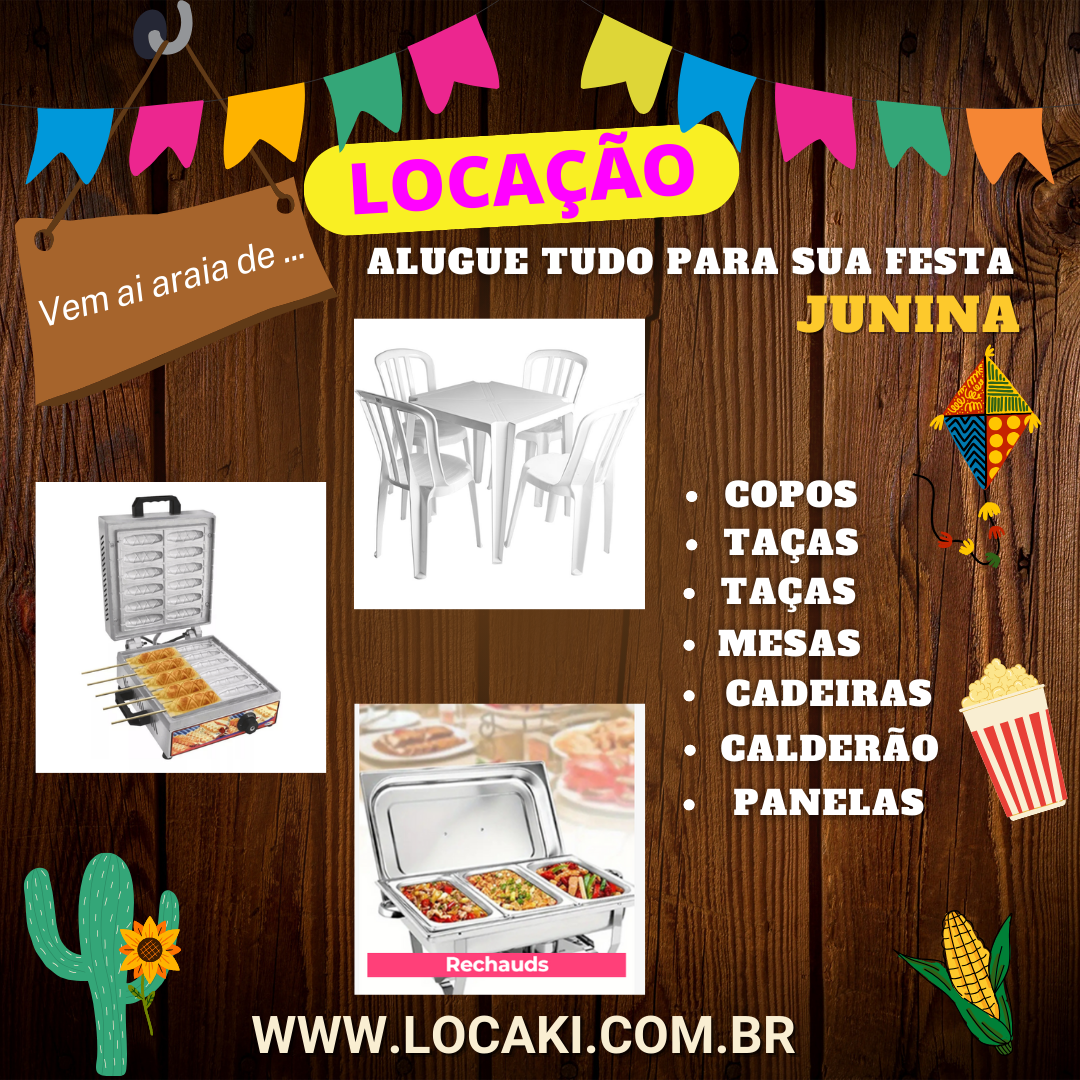 LOCAÇÃO
Vem ai araia de ...
ALUGUE TUDO PARA SUA FESTA
JUNINA
• COPOS
• TAÇAS
• TAÇAS
• MESAS
• CADEIRAS
• CALDERÃO
• PANELAS
Rechauds
WWW.LOCAKI.COM.BR